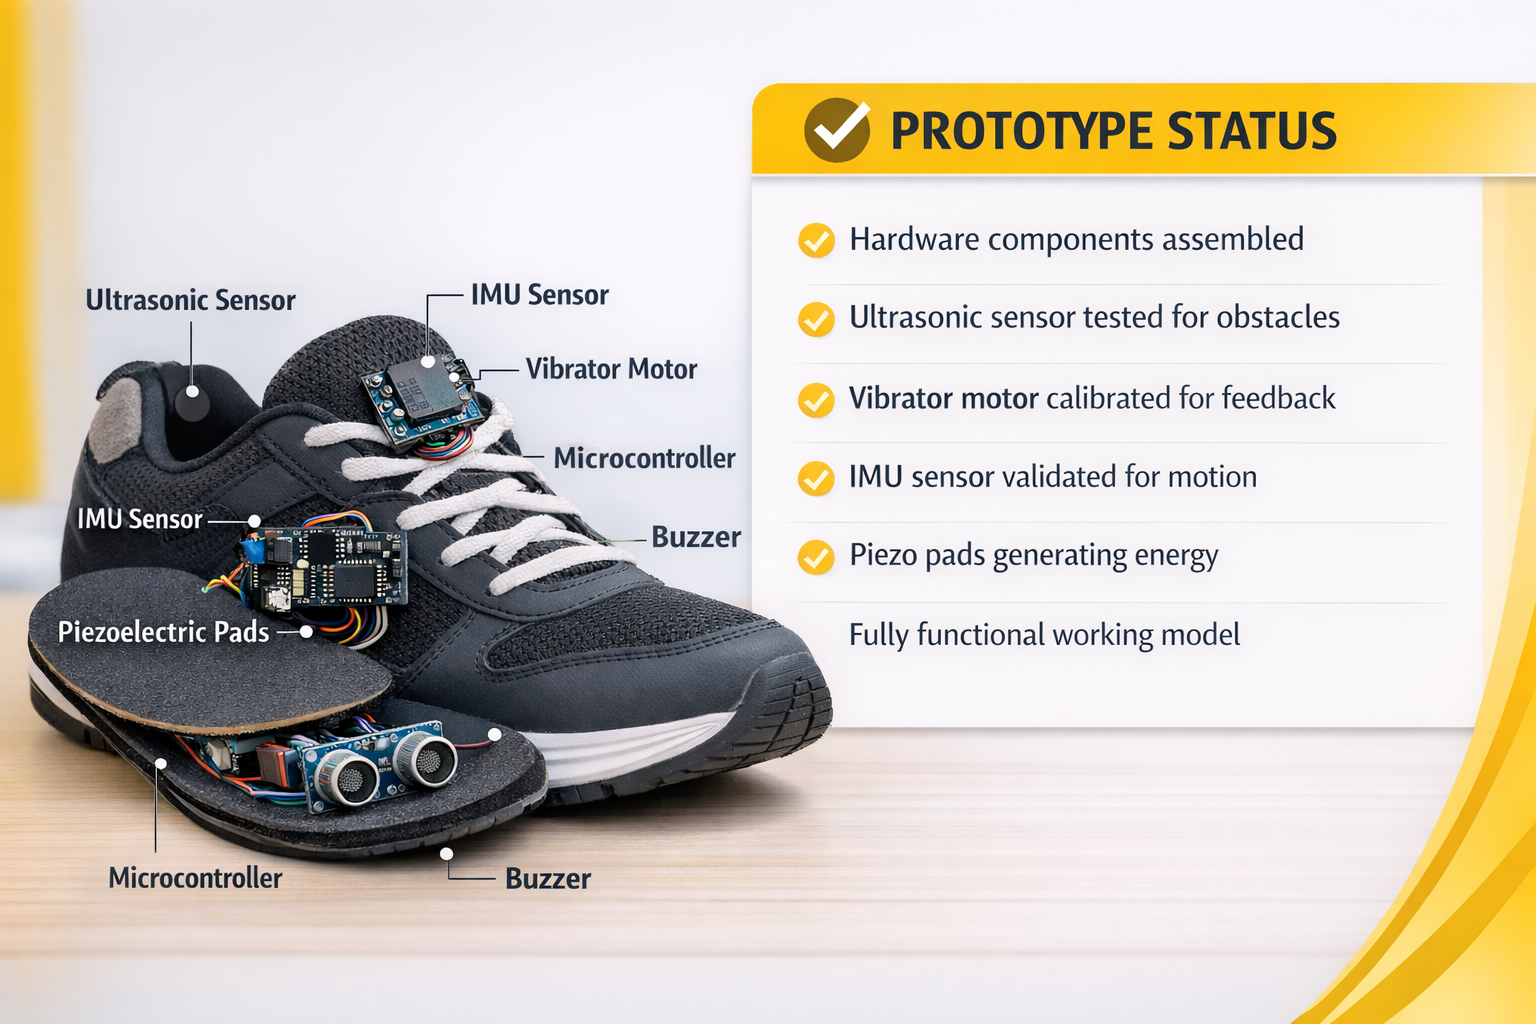 PROTOTYPE STATUS
Hardware components assembled
Ultrasonic sensor tested for obstacles
Vibrator motor calibrated for feedback
IMU sensor validated for motion
Piezo pads generating energy
Fully functional working model
Ultrasonic Sensor
IMU Sensor
Vibrator Motor
Microcontroller
IMU Sensor
Buzzer
Piezoelectric Pads
Microcontroller
Buzzer